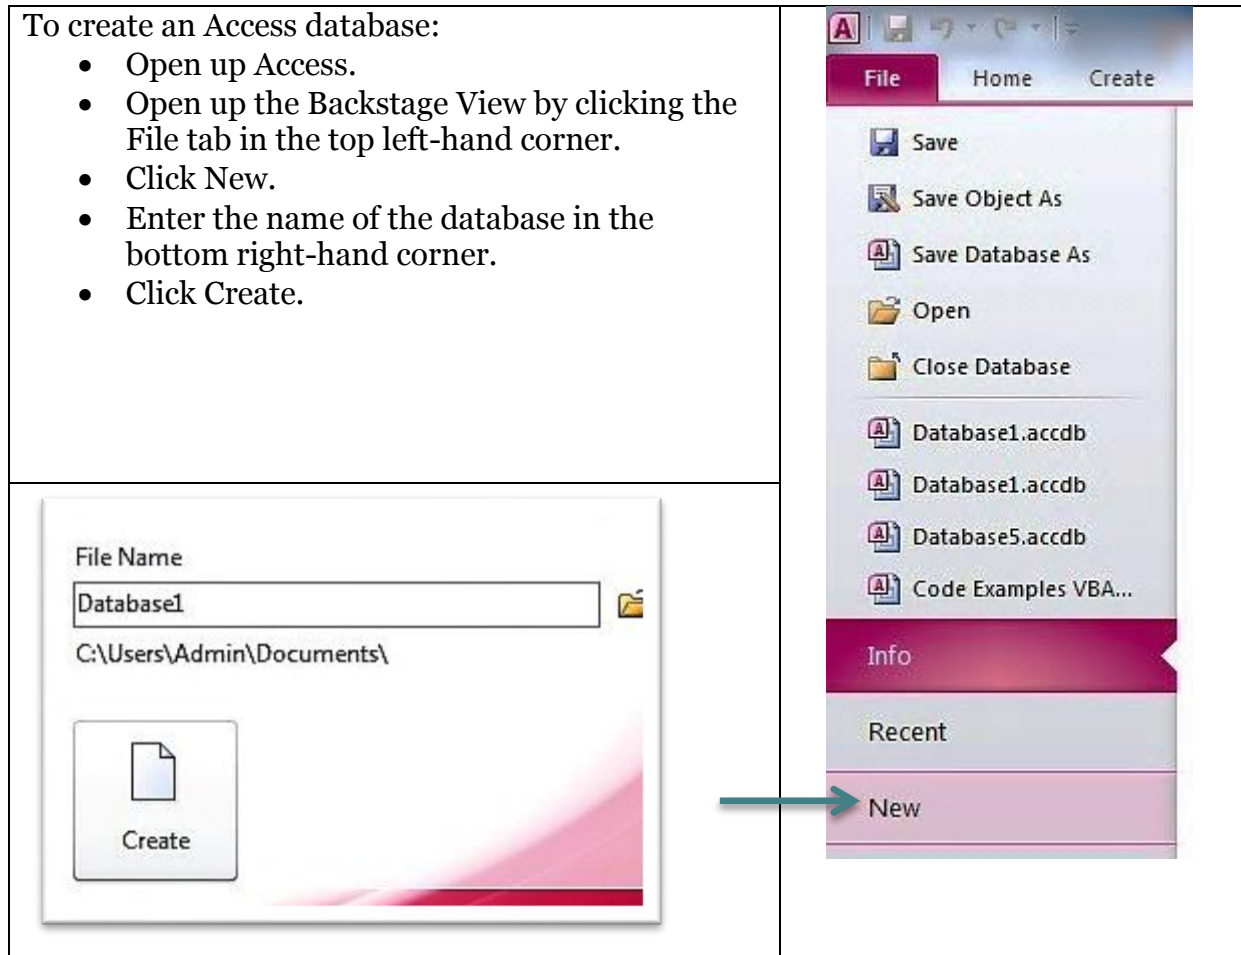 To create an Access database:
• Open up Access.
• Open up the Backstage View by clicking the
File tab in the top left-hand corner.
• Click New.
• Enter the name of the database in the
bottom right-hand corner.
• Click Create.
File Name
Database1
C:\Users\Admin\Documents\
Create
A
File Home Create
Save
Save Object As
Save Database As
Open
Close Database
Database1.accdb
Database1.accdb
Database5.accdb
Code Examples VBA...
Info
Recent
New